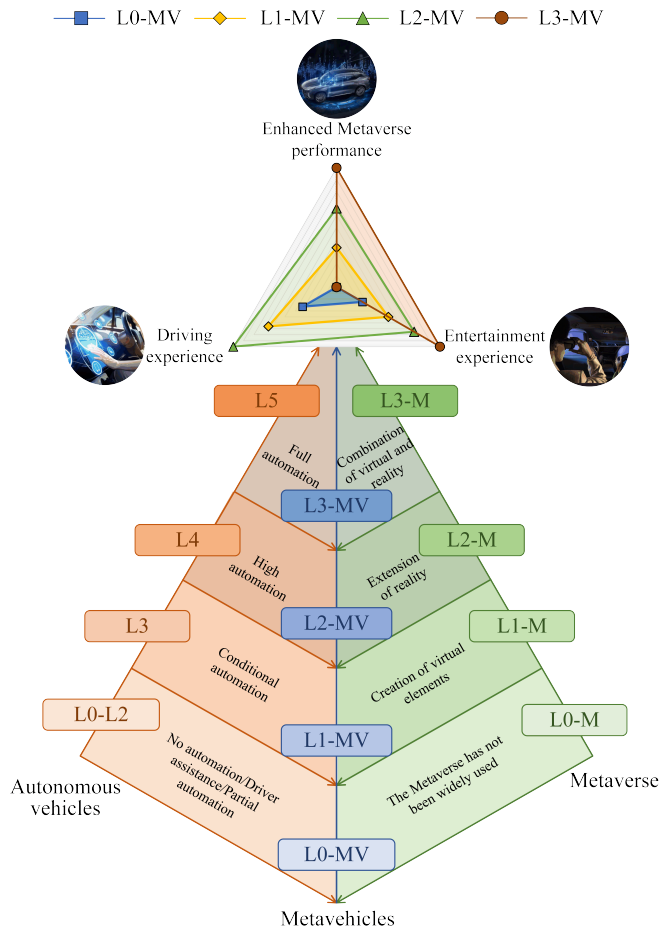 L0-MV L1-MV L2-MV L3-MV
Enhanced Metaverse
performance
Driving
experience
Entertainment
experience
L5
L3-M
Full
automation
Combination
of virtual and
reality
L3-MV
L4
L2-M
High
automation
Extension
of reality
L2-MV
L3
L1-M
Conditional
automation
Creation of virtual
elements
L0-L2
L0-M
L1-MV
No automation/Driver
assistance/Partial
automation
The Metaverse has not
been widely used
Autonomous
vehicles
Metaverse
L0-MV
Metavehicles